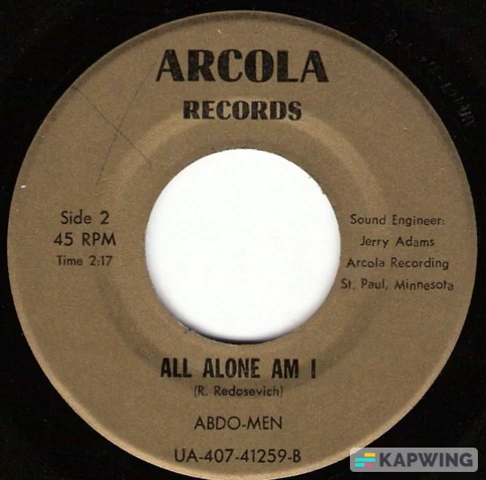 ARCOLA
RECORDS
Side 2
45 RPM
Time 2:17
Sound Engineer:
Jerry Adams
Arcola Recording
St. Paul, Minnesota
ALL ALONE AM I
(R. Redosevich)
ABDO-MEN
UA-407-41259-B
KAPWING